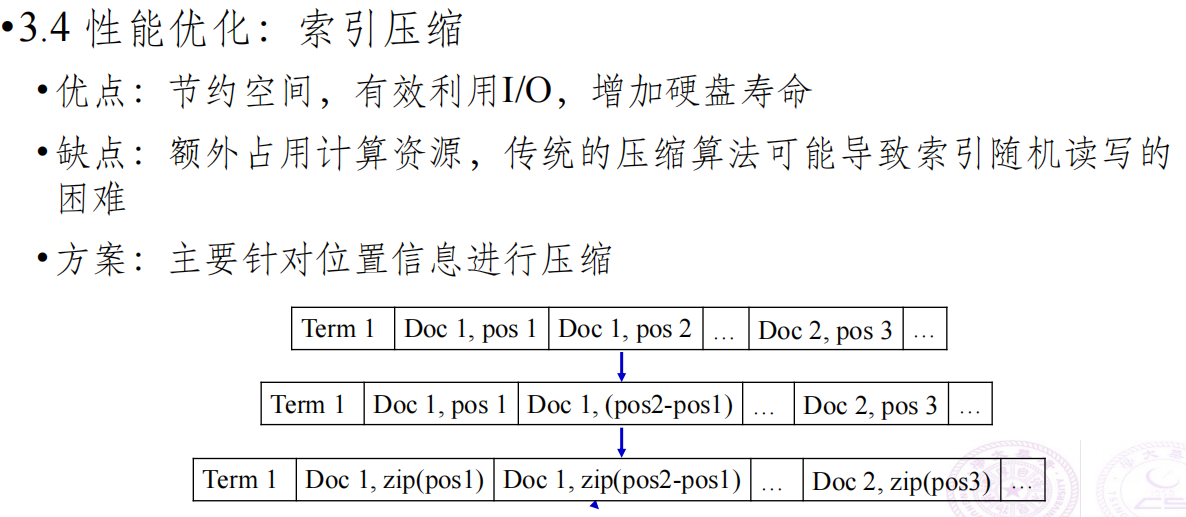 •3.4 性能优化：索引压缩
•优点：节约空间，有效利用I/O，增加硬盘寿命
•缺点：额外占用计算资源，传统的压缩算法可能导致索引随机读写的
困难
•方案：主要针对位置信息进行压缩
Term 1 Doc 1, pos 1 Doc 1, pos 2 … Doc 2, pos 3 …
Term 1 Doc 1, pos 1 Doc 1, (pos2-pos1) … Doc 2, pos 3 …
Term 1 Doc 1, zip(pos1) Doc 1, zip(pos2-pos1) … Doc 2, zip(pos3) …